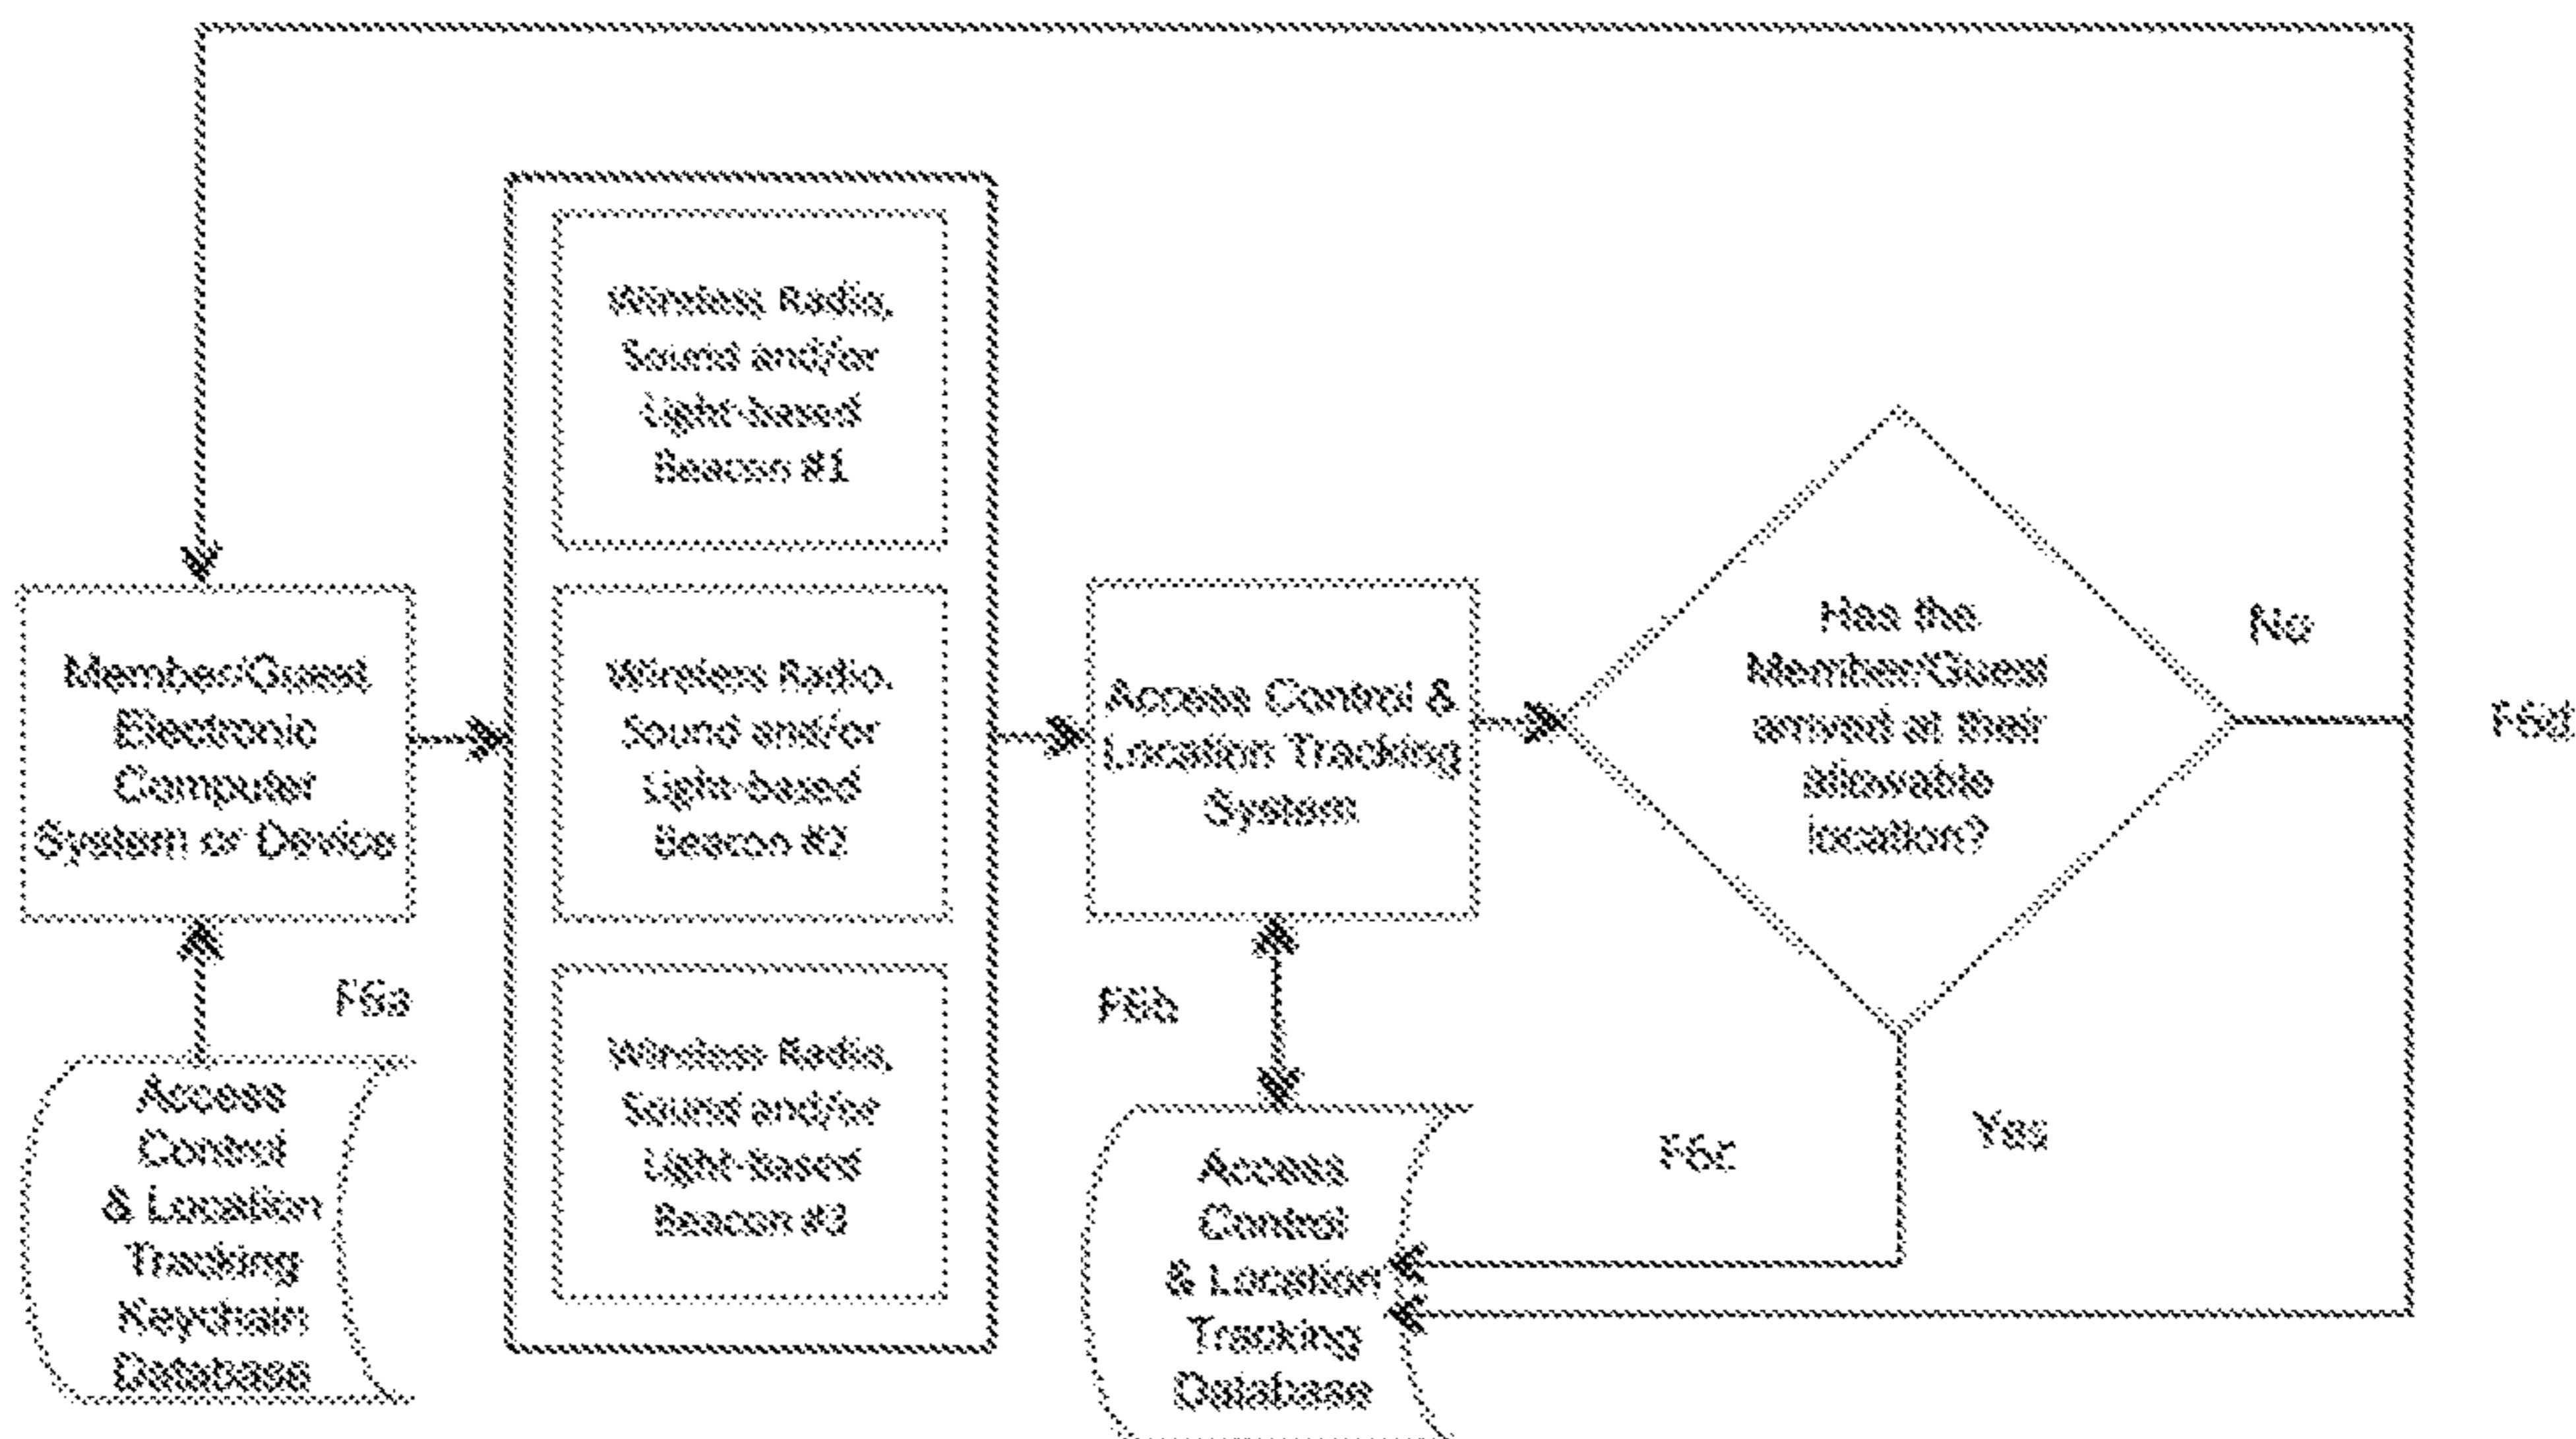 Member/Guest
Electronic
Computer
System or Device
F6a
Access
Control
& Location
Tracking
Keychain
Database
Wireless Radio,
Sound and/or
Light-based
Beacon #1
Wireless Radio,
Sound and/or
Light-based
Beacon #2
Wireless Radio,
Sound and/or
Light-based
Beacon #3
Access Control &
Location Tracking
System
F6b
Access
Control
& Location
Tracking
Database
Has the
Member/Guest
arrived at their
allowable
location?
No
F6d
Yes
F6c